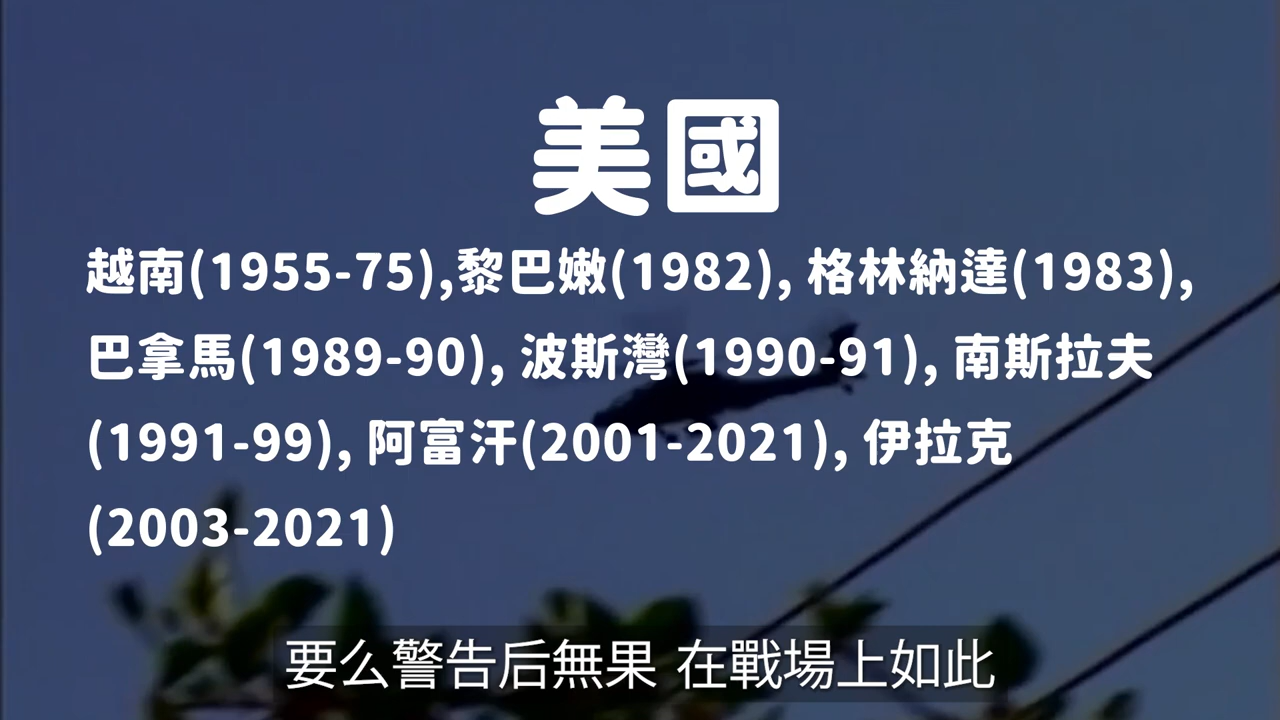 美國
越南(1955-75),黎巴嫩(1982), 格林納達(1983),
巴拿馬(1989-90), 波斯灣(1990-91), 南斯拉夫
(1991-99), 阿富汗(2001-2021), 伊拉克
(2003-2021)
要么警告后無果 在戰場上如此